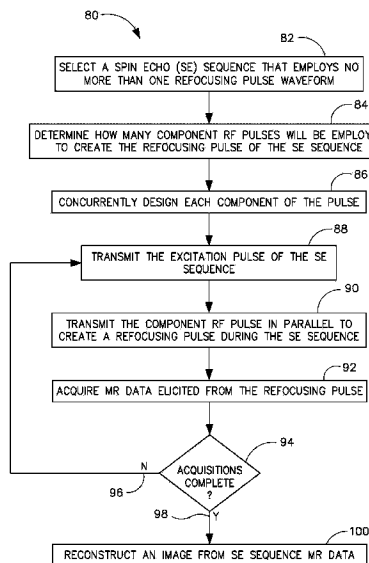 80
82
SELECT A SPIN ECHO (SE) SEQUENCE THAT EMPLOYS NO
MORE THAN ONE REFOCUSING PULSE WAVEFORM
84
DETERMINE HOW MANY COMPONENT RF PULSES WILL BE EMPLOY
TO CREATE THE REFOCUSING PULSE OF THE SE SEQUENCE
86
CONCURRENTLY DESIGN EACH COMPONENT OF THE PULSE
88
TRANSMIT THE EXCITATION PULSE OF THE SE
SEQUENCE
90
TRANSMIT THE COMPONENT RF PULSE IN PARALLEL TO
CREATE A REFOCUSING PULSE DURING THE SE SEQUENCE
92
ACQUIRE MR DATA ELICITED FROM THE REFOCUSING PULSE
94
ACQUISITIONS
COMPLETE
?
N
96
98
Y
100
RECONSTRUCT AN IMAGE FROM SE SEQUENCE MR DATA